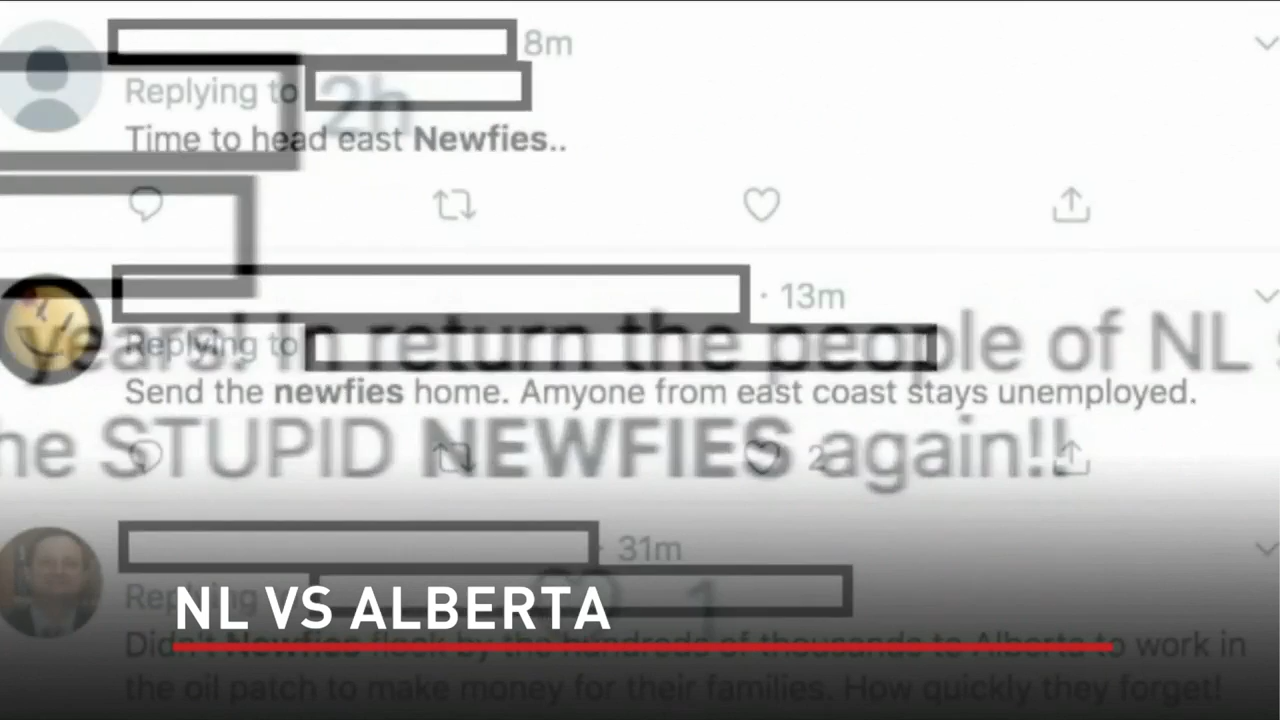 8m
Replying to
2h
Time to head east Newfies..
· 13m
years! In return the people of NL
Replying to
Send the newfies home. Amyone from east coast stays unemployed.
he STUPID NEWFIES again!!
2
· 31m
NL VS ALBERTA
1
Didn't Newfies flock by the hundreds of thousands to Alberta to work in
the oil patch to make money for their families. How quickly they forget!